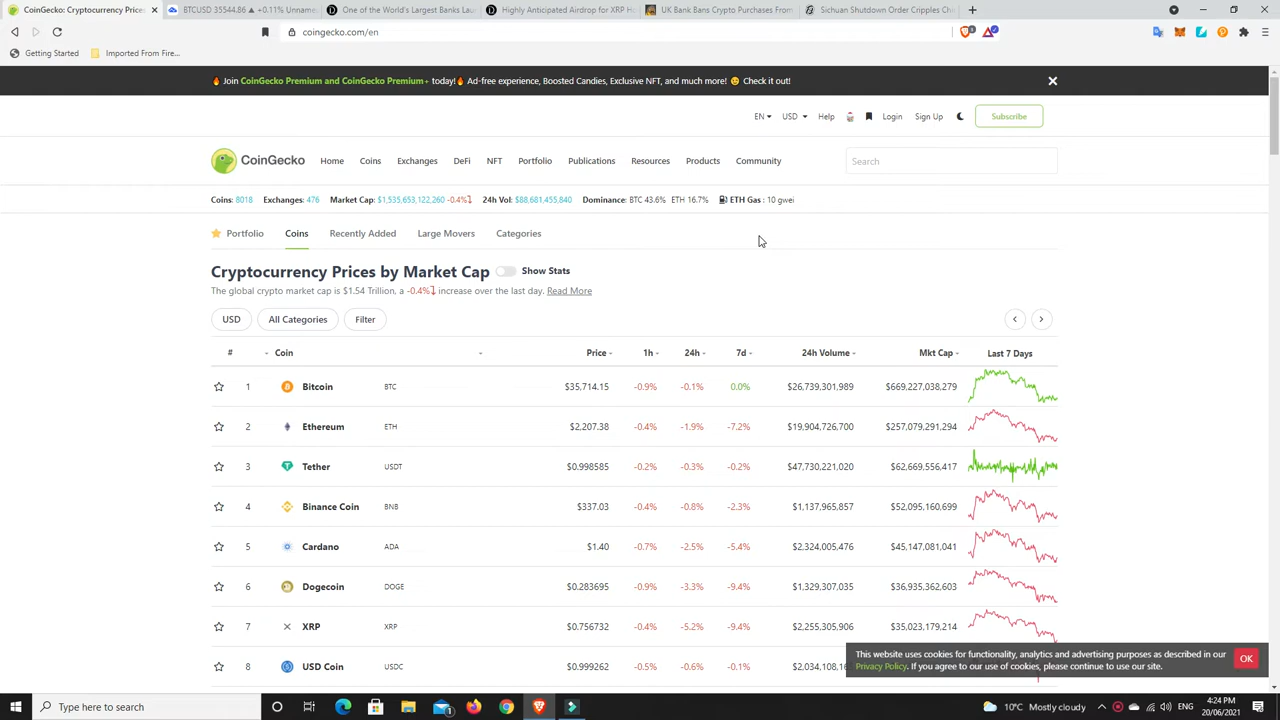 CoinGecko: Cryptocurrency Prices
BTCUSD 35544.86 ▲ +0.11% Unname
One of the World's Largest Banks Lau
Highly Anticipated Airdrop for XRP Ho
UK Bank Bans Crypto Purchases From
Sichuan Shutdown Order Cripples Chi
coingecko.com/en
Getting Started
Imported From Fire...
🔥 Join CoinGecko Premium and CoinGecko Premium+ today!🔥 Ad-free experience, Boosted Candies, Exclusive NFT, and much more! 😉 Check it out!
EN USD Help Login Sign Up Subscribe
CoinGecko Home Coins Exchanges DeFi NFT Portfolio Publications Resources Products Community Search
Coins: 8018 Exchanges: 476 Market Cap: $1,535,653,122,260 -0.4% 24h Vol: $88,681,455,840 Dominance: BTC 43.6% ETH 16.7% ETH Gas : 10 gwei
Portfolio Coins Recently Added Large Movers Categories
Cryptocurrency Prices by Market Cap Show Stats
The global crypto market cap is $1.54 Trillion, a -0.4% increase over the last day. Read More
USD All Categories Filter
# Coin Price 1h 24h 7d 24h Volume Mkt Cap Last 7 Days
1 Bitcoin BTC $35,714.15 -0.9% -0.1% 0.0% $26,739,301,989 $669,227,038,279
2 Ethereum ETH $2,207.38 -0.4% -1.9% -7.2% $19,904,726,700 $257,079,291,294
3 Tether USDT $0.998585 -0.2% -0.3% -0.2% $47,730,221,020 $62,669,556,417
4 Binance Coin BNB $337.03 -0.4% -0.8% -2.3% $1,137,965,857 $52,095,160,699
5 Cardano ADA $1.40 -0.7% -2.5% -5.4% $2,324,005,476 $45,147,081,041
6 Dogecoin DOGE $0.283695 -0.9% -3.3% -9.4% $1,329,307,035 $36,935,362,603
7 XRP XRP $0.756732 -0.4% -5.2% -9.4% $2,255,305,906 $35,023,179,214
8 USD Coin USDC $0.999262 -0.5% -0.6% -0.1% $2,034,108,1
This website uses cookies for functionality, analytics and advertising purposes as described in our
Privacy Policy. If you agree to our use of cookies, please continue to use our site.
OK
Type here to search
10°C Mostly cloudy
ENG
4:24 PM
20/06/2021